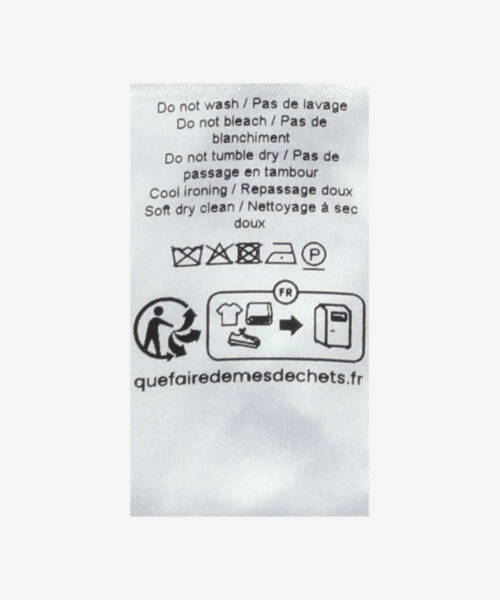 Do not wash / Pas de lavage
Do not bleach / Pas de
blanchiment
Do not tumble dry / Pas de
passage en tambour
Cool ironing / Repassage doux
Soft dry clean / Nettoyage à sec
doux
P
FR
quefairedemesdechets.fr